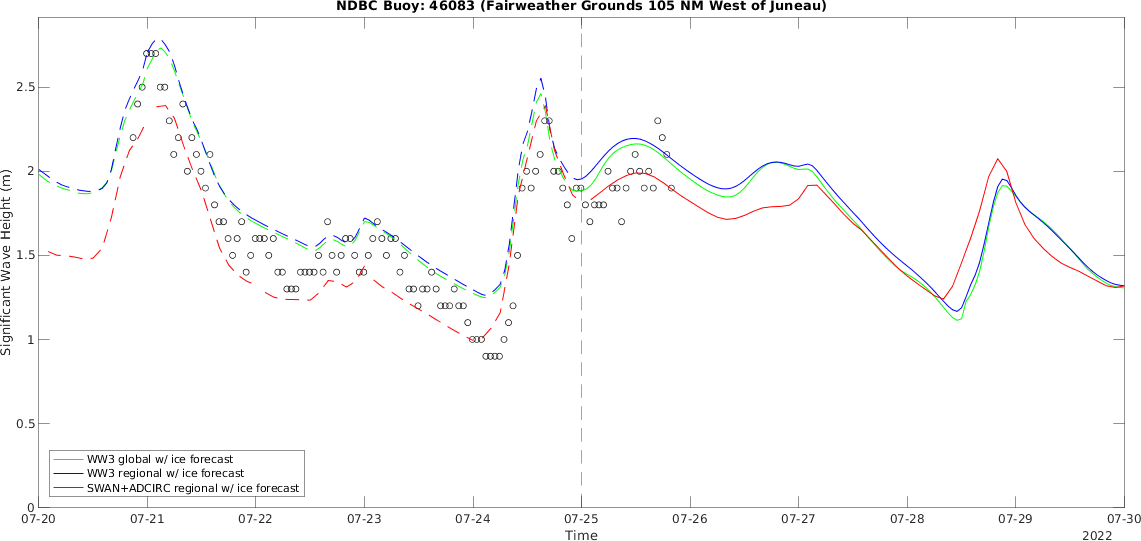 NDBC Buoy: 46083 (Fairweather Grounds 105 NM West of Juneau)
Significant Wave Height (m)
2.5
2
1.5
1
0.5
0
WW3 global w/ ice forecast
WW3 regional w/ ice forecast
SWAN+ADCIRC regional w/ ice forecast
07-20 07-21 07-22 07-23 07-24 07-25 07-26 07-27 07-28 07-29 07-30
Time
2022